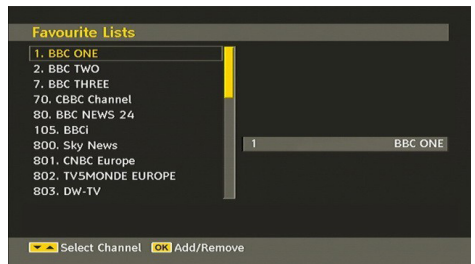 Favourite Lists
1. BBC ONE
2. BBC TWO
7. BBC THREE
70. CBBC Channel
80. BBC NEWS 24
105. BBCi
800. Sky News
801. CNBC Europe
802. TV5MONDE EUROPE
803. DW-TV
1 BBC ONE
Select Channel OK Add/Remove